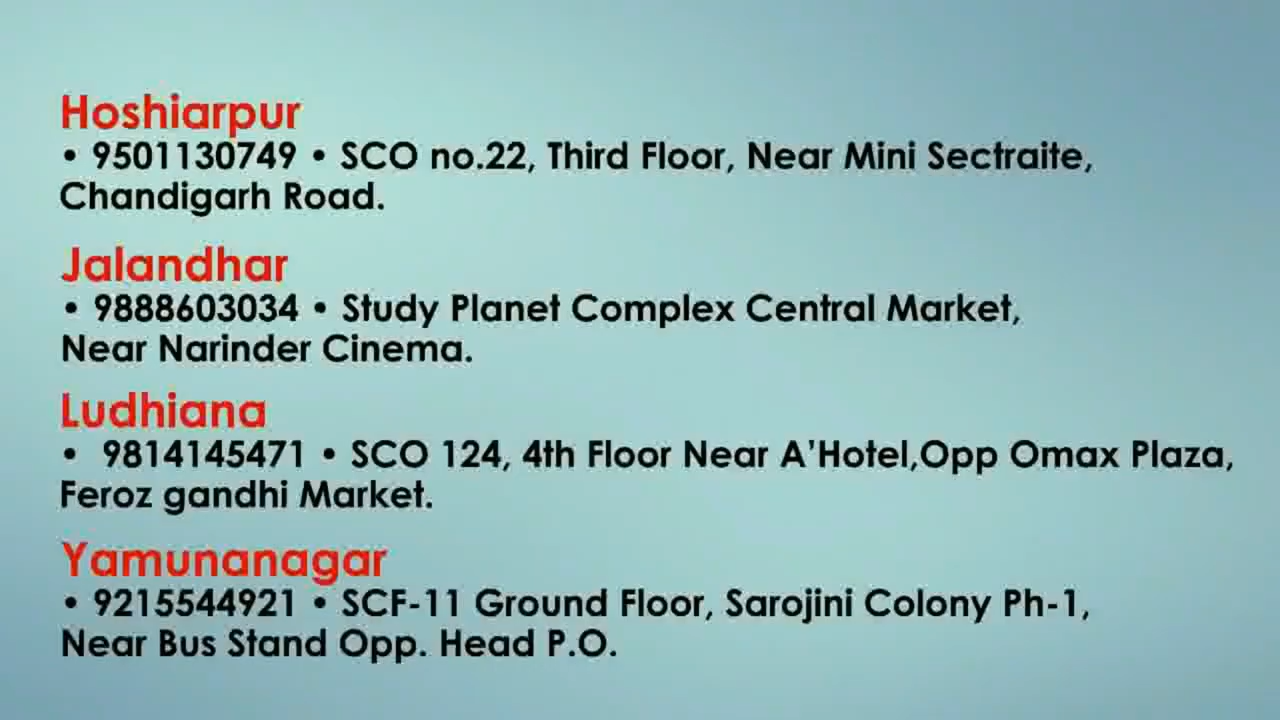 Hoshiarpur
• 9501130749 • SCO no.22, Third Floor, Near Mini Sectraite,
Chandigarh Road.
Jalandhar
• 9888603034 • Study Planet Complex Central Market,
Near Narinder Cinema.
Ludhiana
• 9814145471 • SCO 124, 4th Floor Near A'Hotel,Opp Omax Plaza,
Feroz gandhi Market.
Yamunanagar
• 9215544921 • SCF-11 Ground Floor, Sarojini Colony Ph-1,
Near Bus Stand Opp. Head P.O.